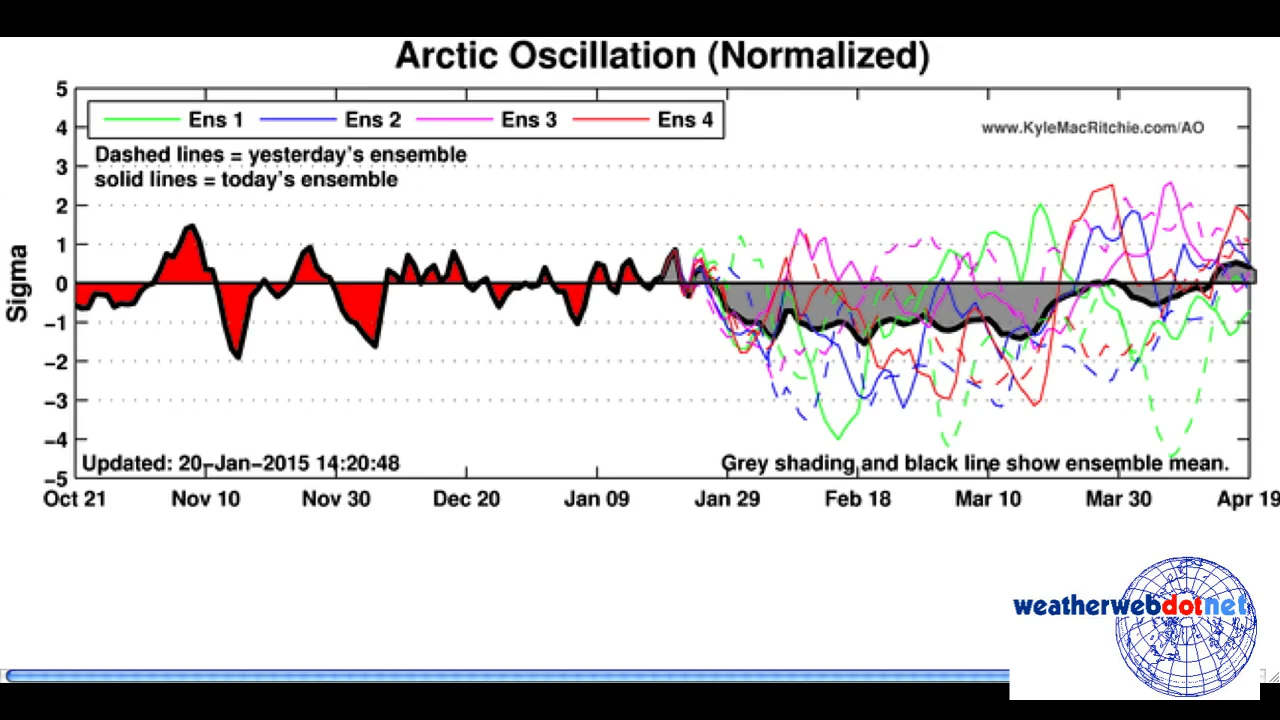 Arctic Oscillation (Normalized)
5
4
3
2
1
0
−1
−2
−3
−4
−5
Sigma
Ens 1 Ens 2 Ens 3 Ens 4
www.KyleMacRitchie.com/AO
Dashed lines = yesterday's ensemble
solid lines = today's ensemble
Updated: 20−Jan−2015 14:20:48
Grey shading and black line show ensemble mean.
Oct 21 Nov 10 Nov 30 Dec 20 Jan 09 Jan 29 Feb 18 Mar 10 Mar 30 Apr 19
weatherwebdotnet